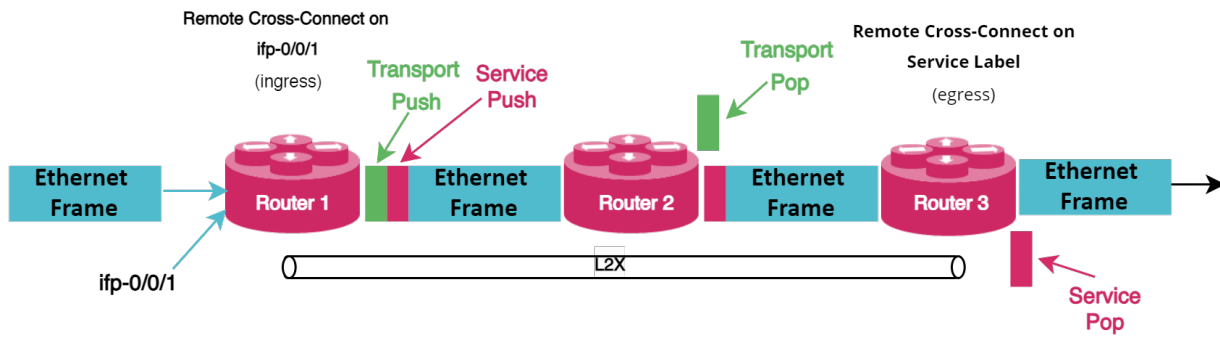 Remote Cross-Connect on
ifp-0/0/1
(ingress)
Transport
Push
Service
Push
Transport
Pop
Remote Cross-Connect on
Service Label
(egress)
Ethernet
Frame
Router 1
Ethernet
Frame
Router 2
Ethernet
Frame
Router 3
Ethernet
Frame
ifp-0/0/1
L2X
Service
Pop